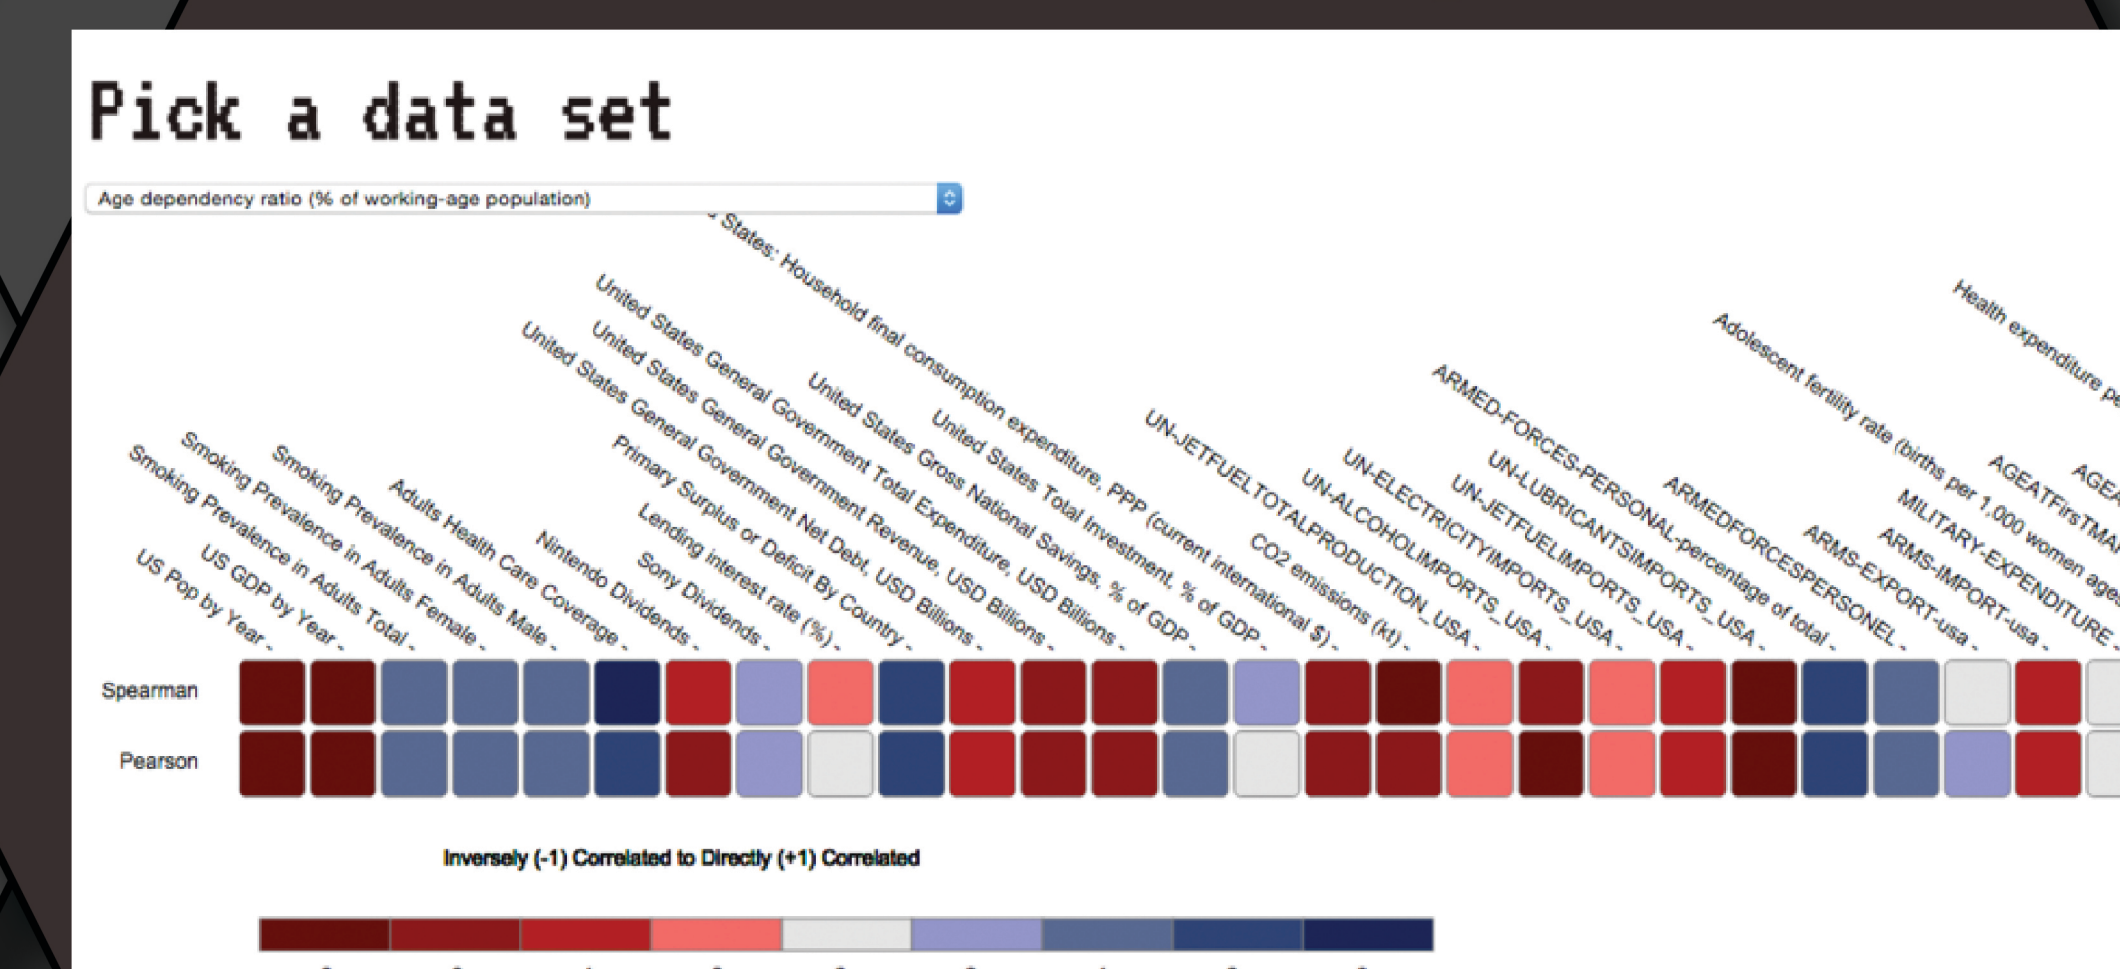 Pick a data set
Age dependency ratio (% of working-age population)
US Pop by Year -
US GDP by Year -
Smoking Prevalence in Adults Total -
Smoking Prevalence in Adults Female -
Smoking Prevalence in Adults Male -
Adults Health Care Coverage -
Nintendo Dividends -
Sony Dividends -
Lending interest rate (%) -
Primary Surplus or Deficit By Country -
United States General Government Net Debt, USD Billions -
United States General Government Revenue, USD Billions -
United States General Government Total Expenditure, USD Billions -
United States Gross National Savings, % of GDP -
United States Total Investment, % of GDP -
States: Household final consumption expenditure, PPP (current international $) -
CO2 emissions (kt) -
UN-JETFUELTOTALPRODUCTION_USA -
UN-ALCOHOLIMPORTS_USA -
UN-ELECTRICITYIMPORTS_USA -
UN-JETFUELIMPORTS_USA -
UN-LUBRICANTSIMPORTS_USA -
ARMED-FORCES-PERSONAL-percentage of total -
ARMEDFORCESPERSONEL -
ARMS-EXPORT-usa -
ARMS-IMPORT-usa -
MILITARY-EXPENDITURE -
Adolescent fertility rate (births per 1,000 women
Health expenditure
Spearman
Pearson
Inversely (-1) Correlated to Directly (+1) Correlated